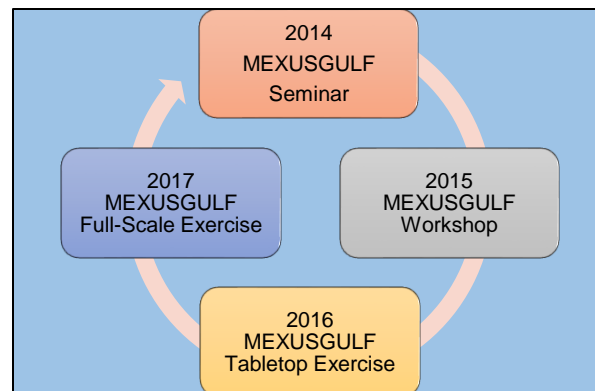 2014
MEXUSGULF
Seminar
2015
MEXUSGULF
Workshop
2016
MEXUSGULF
Tabletop Exercise
2017
MEXUSGULF
Full-Scale Exercise